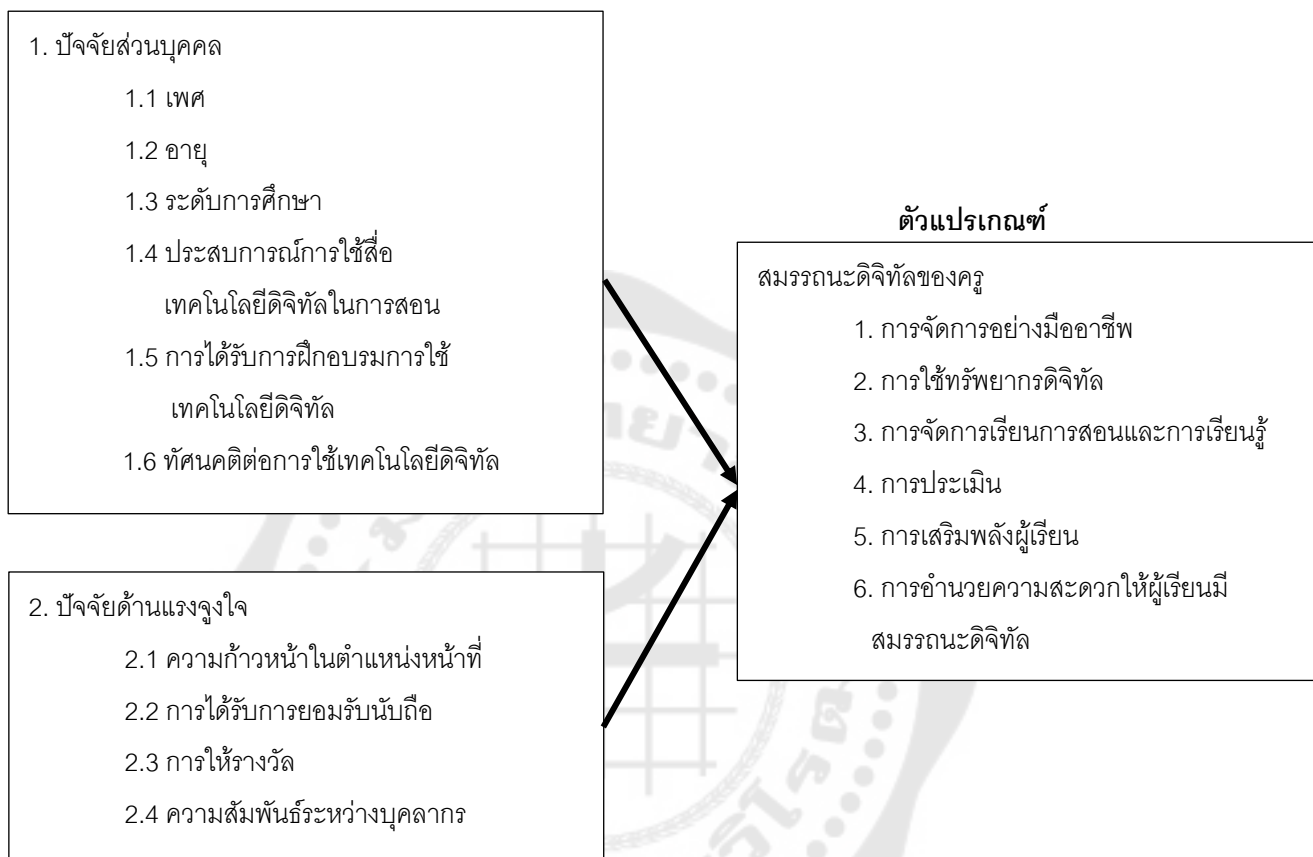 1. ปัจจัยส่วนบุคคล
1.1 เพศ
1.2 อายุ
1.3 ระดับการศึกษา
1.4 ประสบการณ์การใช้สื่อ
เทคโนโลยีดิจิทัลในการสอน
1.5 การได้รับการฝึกอบรมการใช้
เทคโนโลยีดิจิทัล
1.6 ทัศนคติต่อการใช้เทคโนโลยีดิจิทัล
2. ปัจจัยด้านแรงจูงใจ
2.1 ความก้าวหน้าในตำแหน่งหน้าที่
2.2 การได้รับการยอมรับนับถือ
2.3 การให้รางวัล
2.4 ความสัมพันธ์ระหว่างบุคลากร
ตัวแปรเกณฑ์
สมรรถนะดิจิทัลของครู
1. การจัดการอย่างมืออาชีพ
2. การใช้ทรัพยากรดิจิทัล
3. การจัดการเรียนการสอนและการเรียนรู้
4. การประเมิน
5. การเสริมพลังผู้เรียน
6. การอำนวยความสะดวกให้ผู้เรียนมี
สมรรถนะดิจิทัล